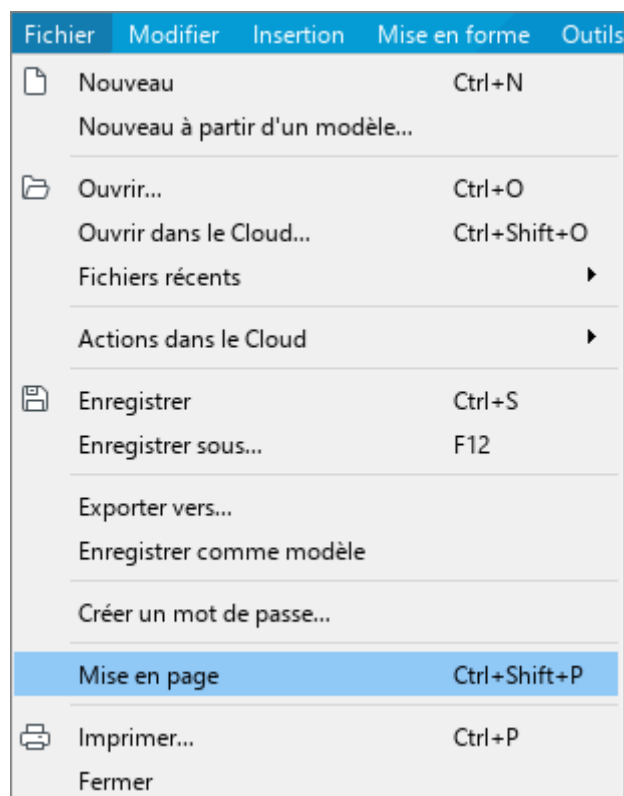 Fichier Modifier Insertion Mise en forme Outils
Nouveau Ctrl+N
Nouveau à partir d'un modèle...
Ouvrir... Ctrl+O
Ouvrir dans le Cloud... Ctrl+Shift+O
Fichiers récents
Actions dans le Cloud
Enregistrer Ctrl+S
Enregistrer sous... F12
Exporter vers...
Enregistrer comme modèle
Créer un mot de passe...
Mise en page Ctrl+Shift+P
Imprimer... Ctrl+P
Fermer